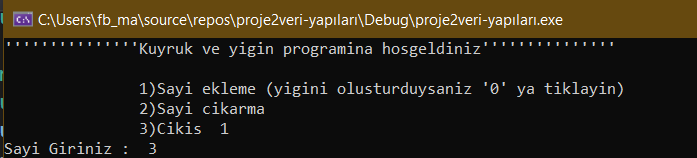 C:\Users\fb_ma\source\repos\proje2veri-yapıları\Debug\proje2veri-yapıları.exe
'''''''''''''''Kuyruk ve yigin programina hosgeldiniz'''''''''''''''
1)Sayi ekleme (yigini olusturduysaniz '0' ya tiklayin)
2)Sayi cikarma
3)Cikis 1
Sayi Giriniz : 3